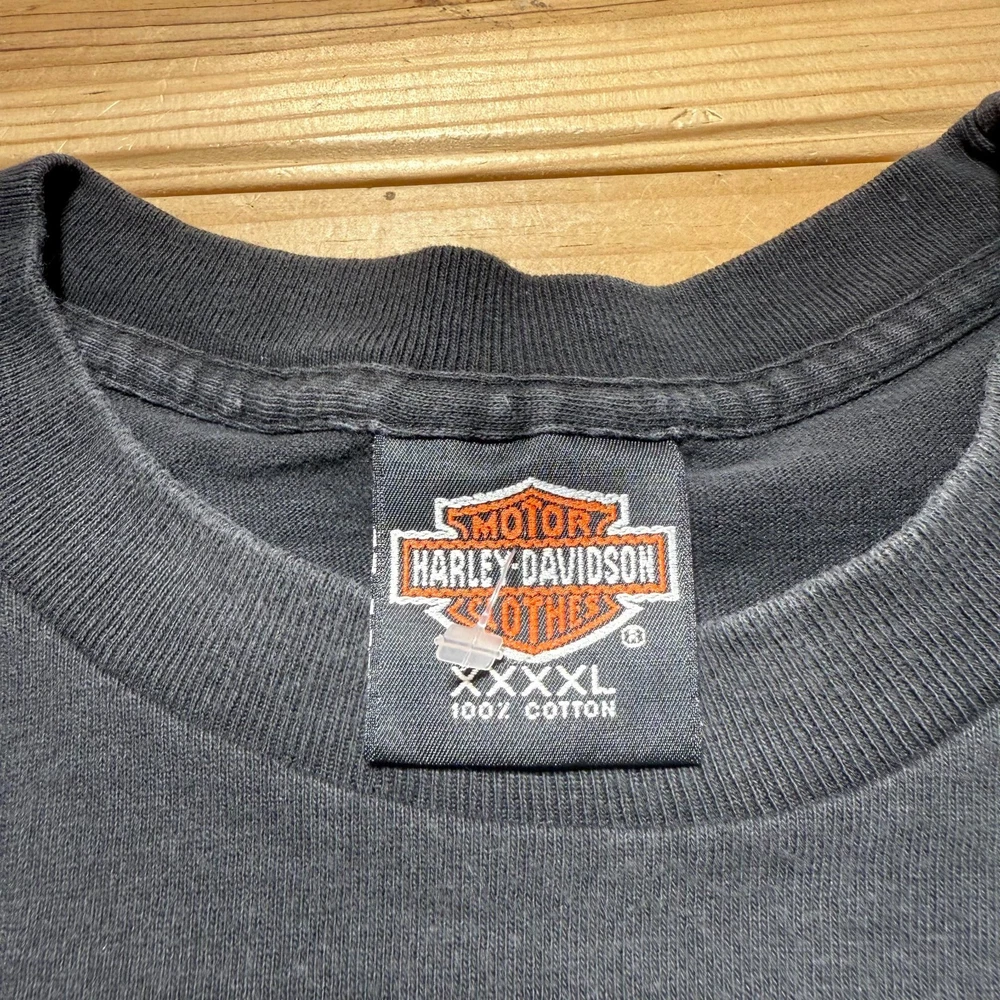 MOTOR
HARLEY-DAVIDSON
CLOTHES
®
XXXXL
100% COTTON